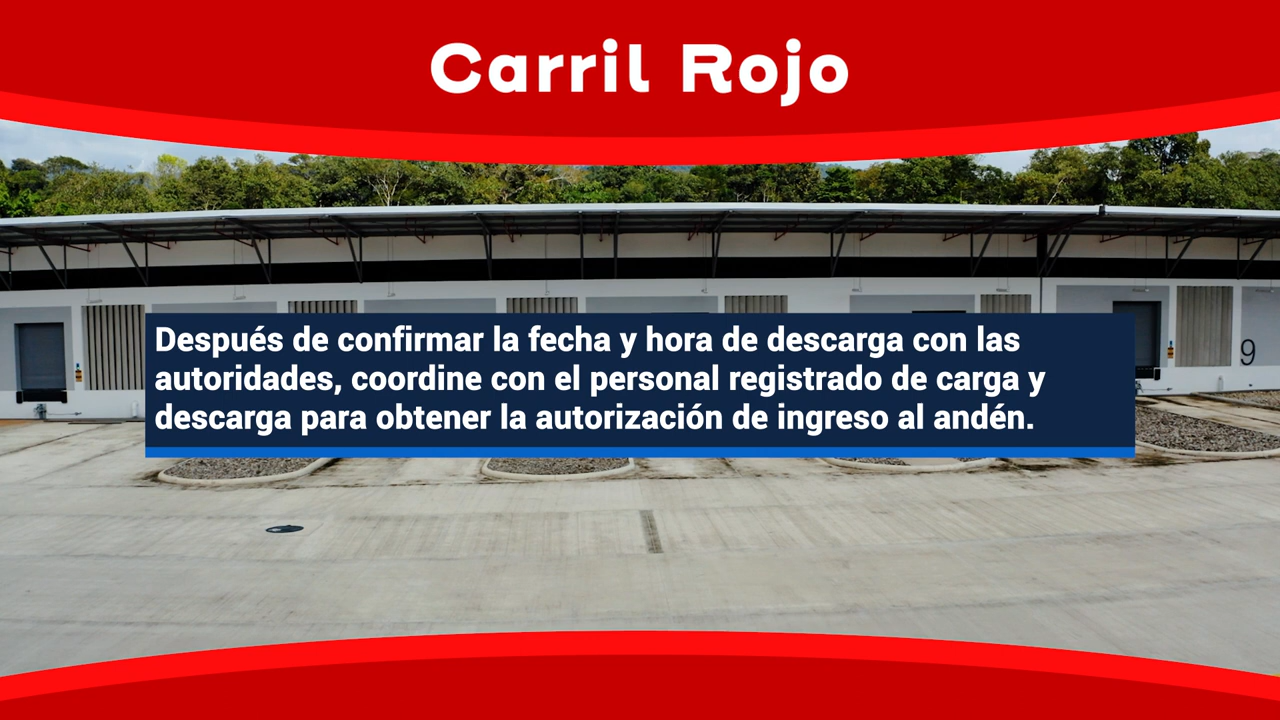 Carril Rojo
Después de confirmar la fecha y hora de descarga con las
autoridades, coordine con el personal registrado de carga y
descarga para obtener la autorización de ingreso al andén.
9